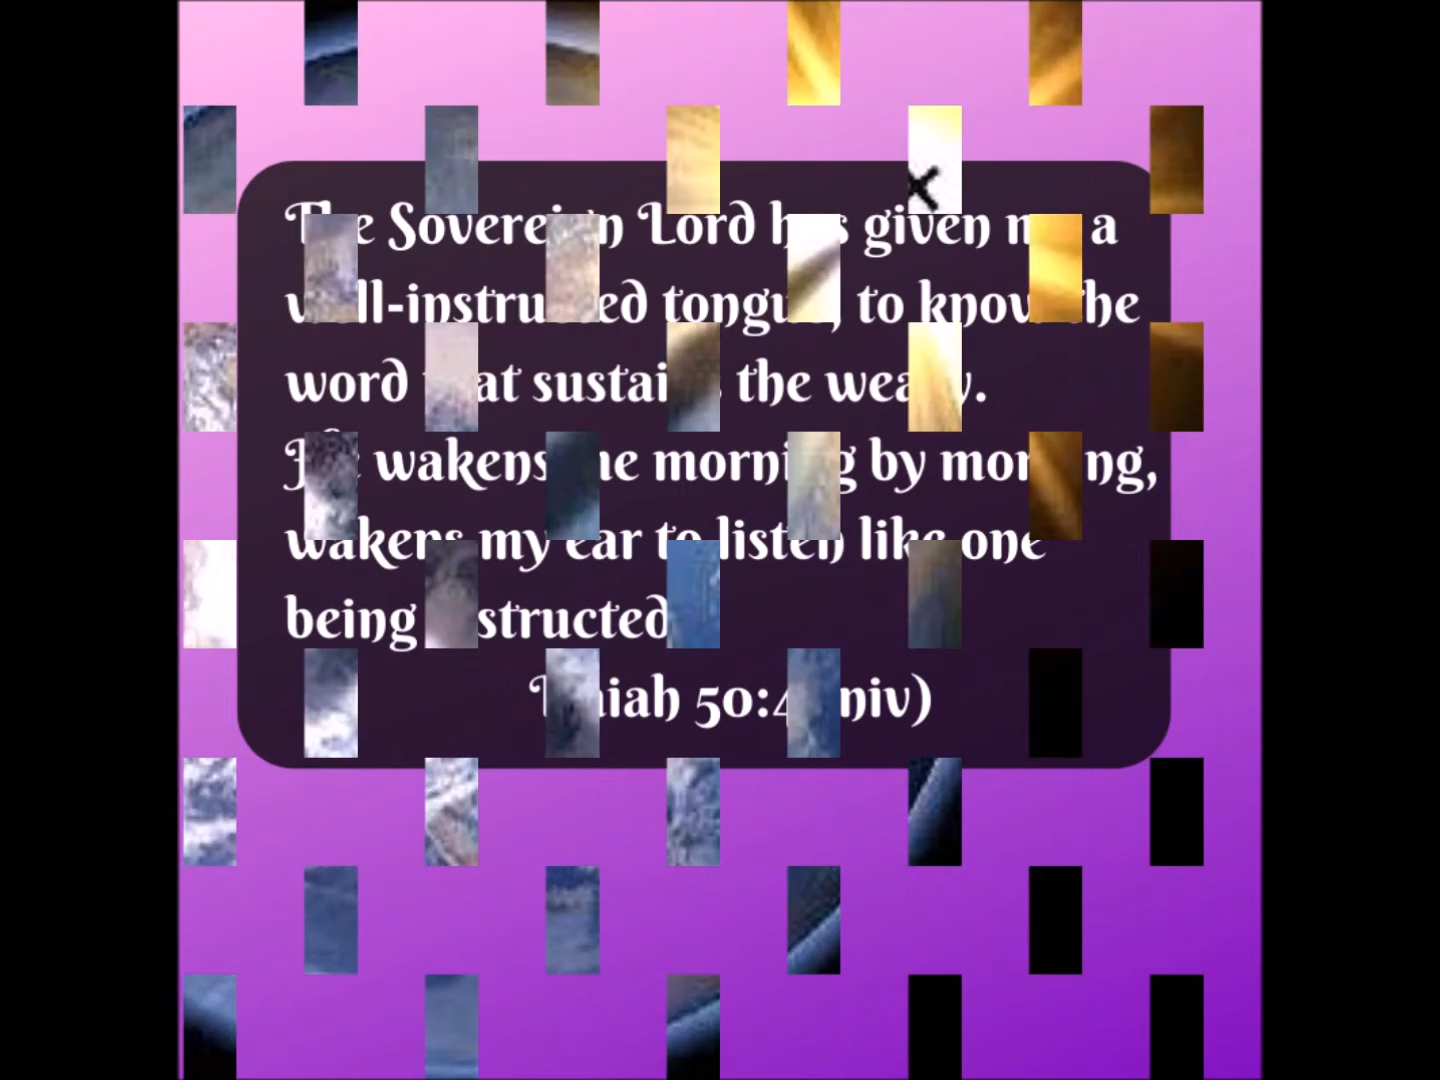 The Sovereign Lord has given me a
well-instructed tongue, to know the
word that sustains the weary.
He wakens me morning by morning,
wakens my ear to listen like one
being instructed
Isaiah 50:4 niv)